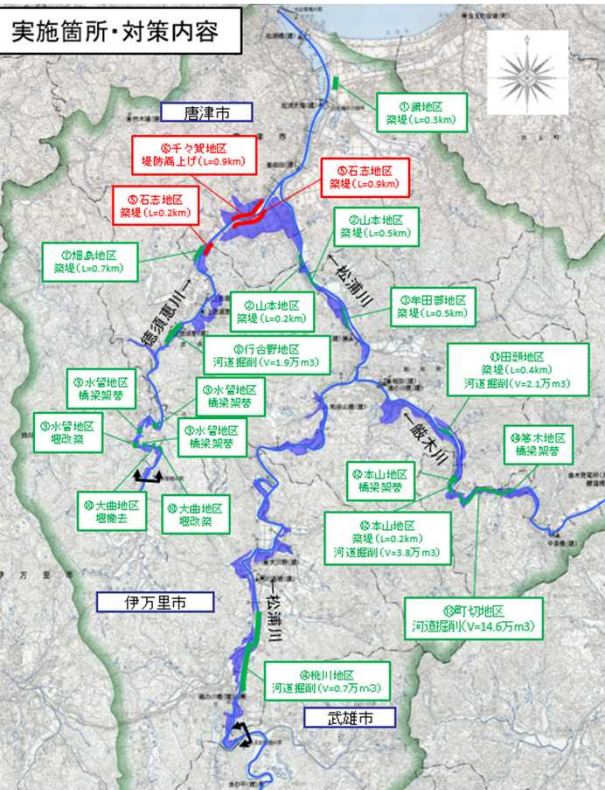 実施箇所・対策内容
唐津市
①鏡地区
築堤(L=0.3km)
⑥千々賀地区
堤防嵩上げ(L=0.9km)
⑤石志地区
築堤(L=0.9km)
⑤石志地区
築堤(L=0.2km)
②山本地区
築堤(L=0.5km)
⑦畑島地区
築堤(L=0.7km)
←松浦川
徳須恵川→
②山本地区
築堤(L=0.2km)
③牟田部地区
築堤(L=0.5km)
⑧行合野地区
河道掘削(V=1.9万m3)
⑪田頭地区
築堤(L=0.4km)
河道掘削(V=2.1万m3)
⑨水留地区
橋梁架替
⑨水留地区
橋梁架替
←厳木川
⑨水留地区
堰改築
⑨水留地区
橋梁架替
⑭筝木地区
橋梁架替
⑫本山地区
橋梁架替
⑩大曲地区
堰撤去
⑩大曲地区
堰改築
⑫本山地区
築堤(L=0.2km)
河道掘削(V=3.8万m3)
伊万里市
伊万里市
←松浦川
⑬町切地区
河道掘削(V=14.6万m3)
④桃川地区
河道掘削(V=0.7万m3)
武雄市